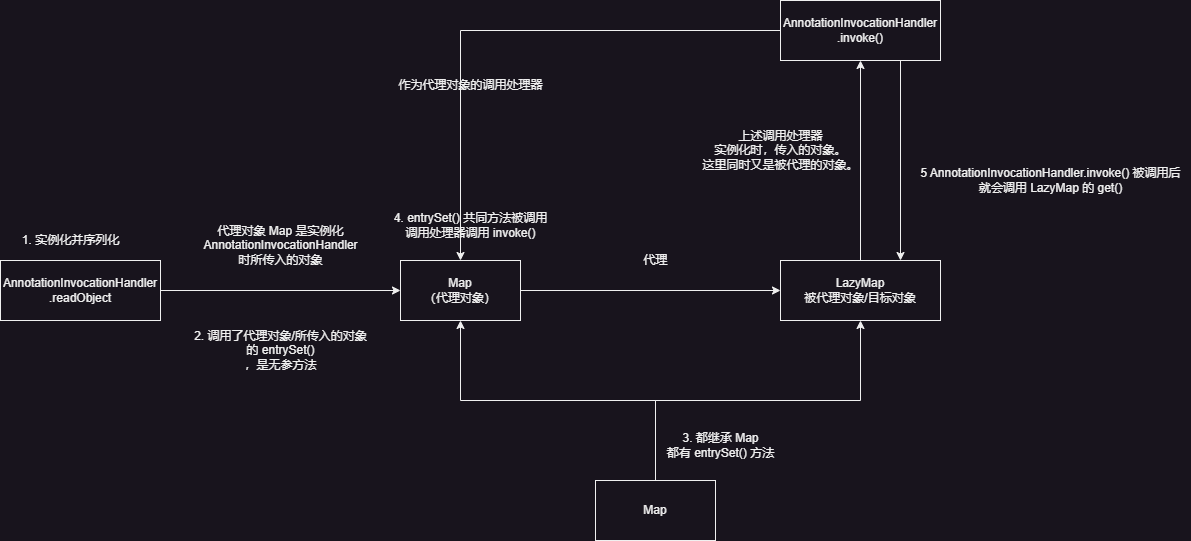 AnnotationInvocationHandler
.invoke()
作为代理对象的调用处理器
上述调用处理器
实例化时，传入的对象。
这里同时又是被代理的对象。
5 AnnotationInvocationHandler.invoke() 被调用后
就会调用 LazyMap 的 get()
4. entrySet() 共同方法被调用
调用处理器调用 invoke()
1. 实例化并序列化
代理对象 Map 是实例化
AnnotationInvocationHandler
时所传入的对象
代理
AnnotationInvocationHandler
.readObject
Map
（代理对象）
LazyMap
被代理对象/目标对象
2. 调用了代理对象/所传入的对象
的 entrySet()
，是无参方法
3. 都继承 Map
都有 entrySet() 方法
Map